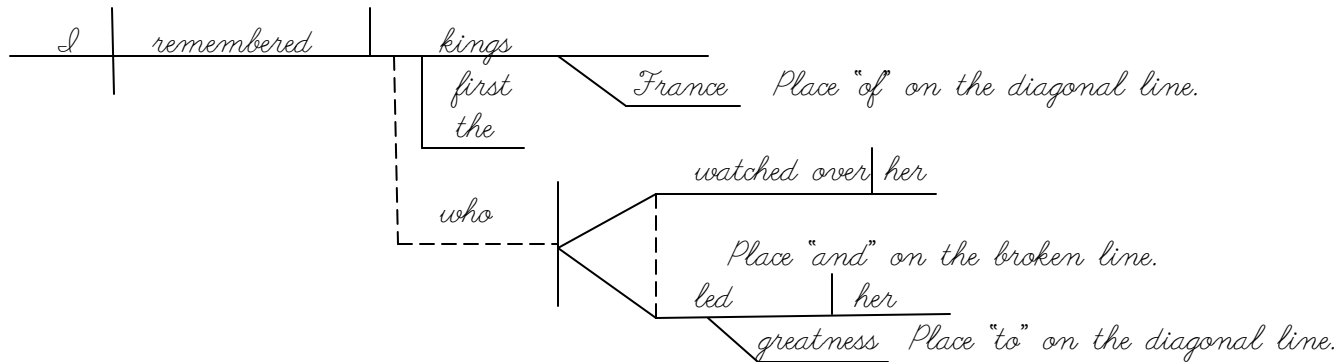 I remembered kings
first France Place "of" on the diagonal line.
the
watched over her
who
Place "and" on the broken line.
led her
greatness Place "to" on the diagonal line.